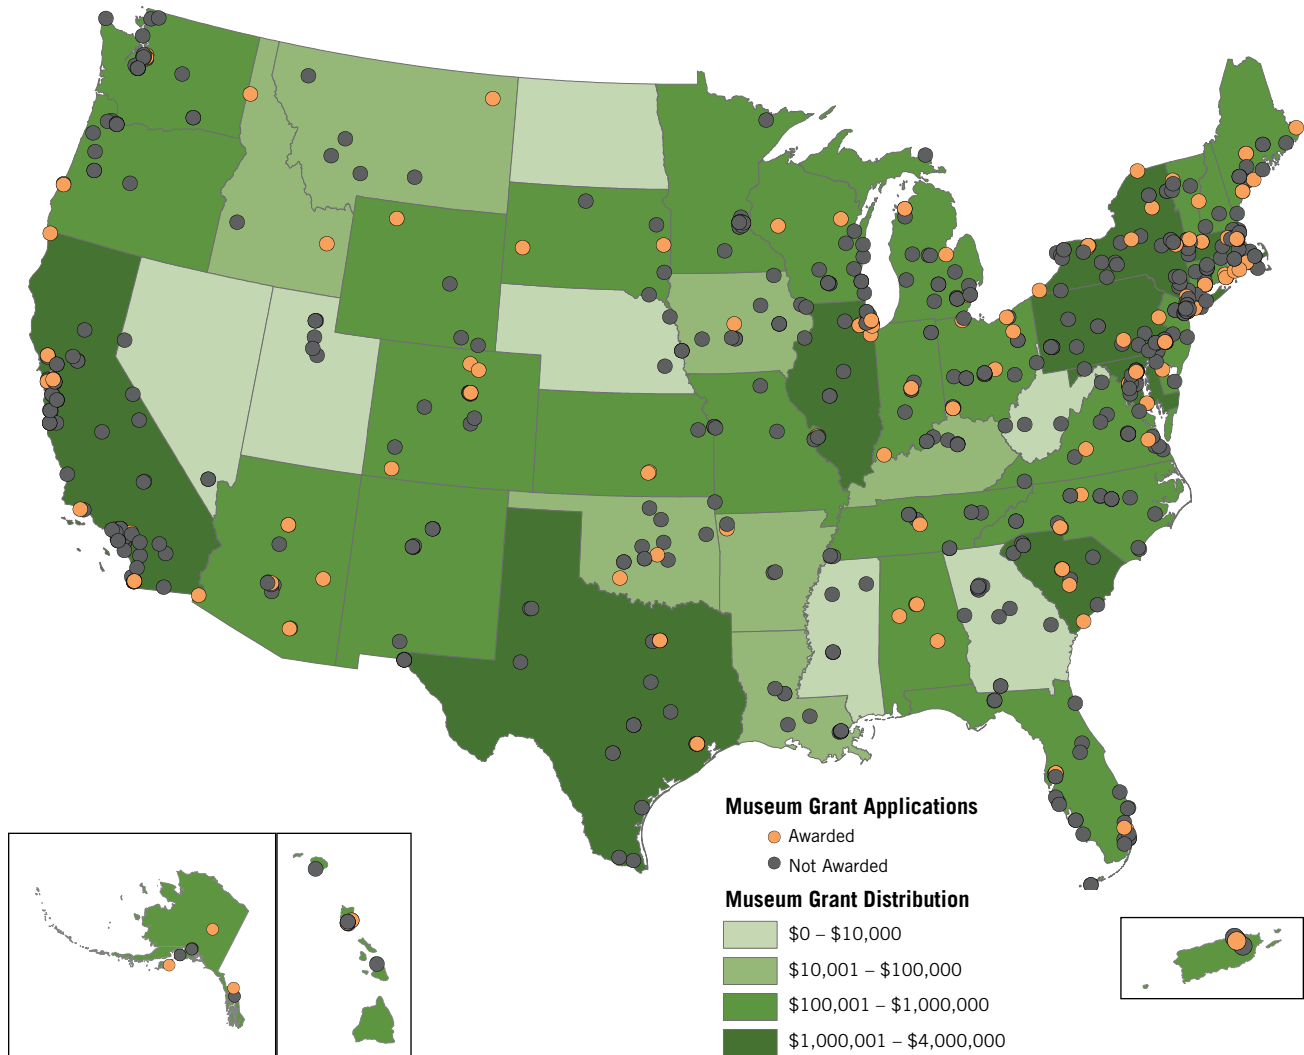 Museum Grant Applications
Awarded
Not Awarded
Museum Grant Distribution
$0 – $10,000
$10,001 – $100,000
$100,001 – $1,000,000
$1,000,001 – $4,000,000